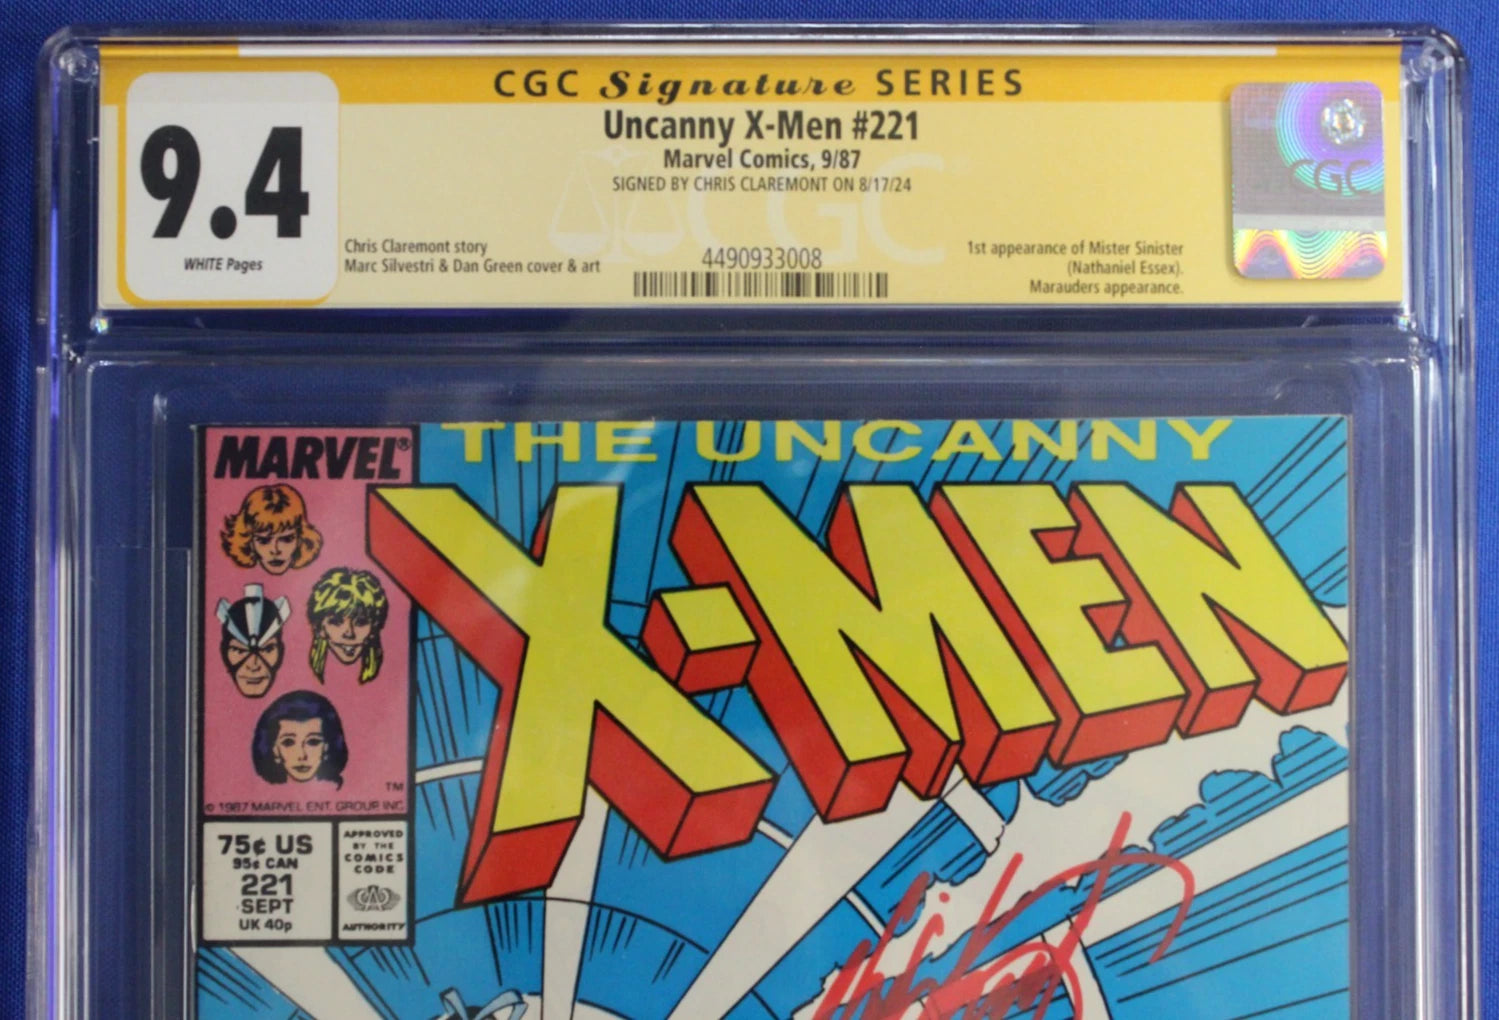 CGC Signature SERIES
9.4
WHITE Pages
Uncanny X-Men #221
Marvel Comics, 9/87
SIGNED BY CHRIS CLAREMONT ON 8/17/24
CGC
Chris Claremont story
Marc Silvestri & Dan Green cover & art
4490933008
1st appearance of Mister Sinister
(Nathaniel Essex).
Marauders appearance.
CGC
MARVEL®
THE UNCANNY
X-MEN
TM
© 1987 MARVEL ENT. GROUP, INC.
75¢ US
95¢ CAN
221
SEPT
UK 40p
APPROVED
BY THE
COMICS
CODE
AUTHORITY